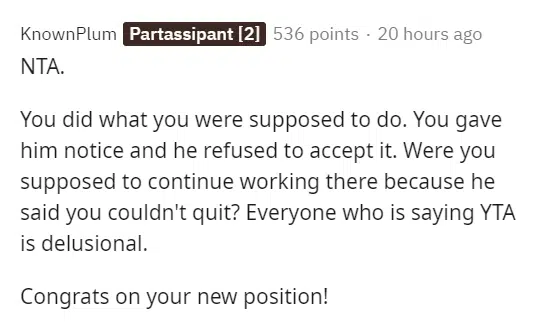 KnownPlum Partassipant [2] 536 points · 20 hours ago
NTA.
You did what you were supposed to do. You gave
him notice and he refused to accept it. Were you
supposed to continue working there because he
said you couldn't quit? Everyone who is saying YTA
is delusional.
Congrats on your new position!